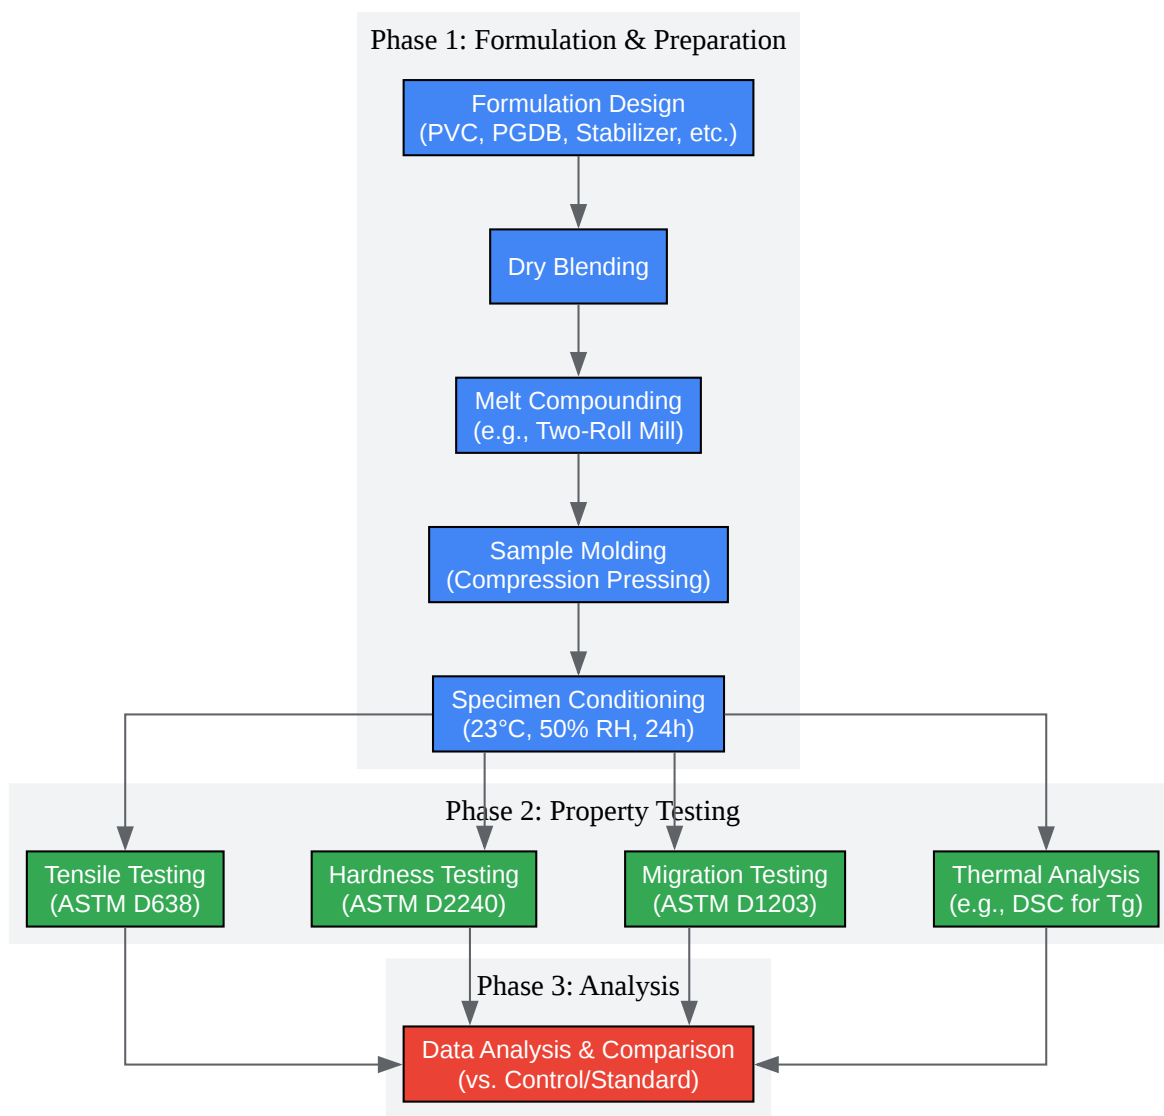 Phase 1: Formulation & Preparation
Formulation Design
(PVC, PGDB, Stabilizer, etc.)
Dry Blending
Melt Compounding
(e.g., Two-Roll Mill)
Sample Molding
(Compression Pressing)
Specimen Conditioning
(23°C, 50% RH, 24h)
Phase 2: Property Testing
Tensile Testing
(ASTM D638)
Hardness Testing
(ASTM D2240)
Migration Testing
(ASTM D1203)
Thermal Analysis
(e.g., DSC for Tg)
Phase 3: Analysis
Data Analysis & Comparison
(vs. Control/Standard)